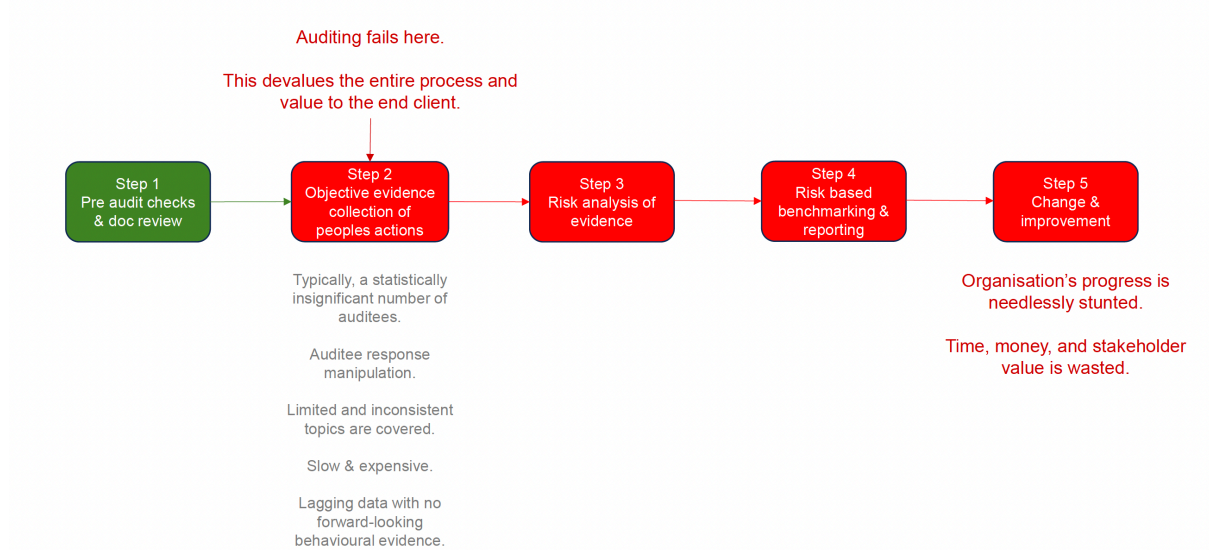 Auditing fails here.
This devalues the entire process and
value to the end client.
Step 1
Pre audit checks
& doc review
Step 2
Objective evidence
collection of
peoples actions
Step 3
Risk analysis of
evidence
Step 4
Risk based
benchmarking &
reporting
Step 5
Change &
improvement
Typically, a statistically
insignificant number of
auditees.
Auditee response
manipulation.
Limited and inconsistent
topics are covered.
Slow & expensive.
Lagging data with no
forward-looking
behavioural evidence.
Organisation’s progress is
needlessly stunted.
Time, money, and stakeholder
value is wasted.